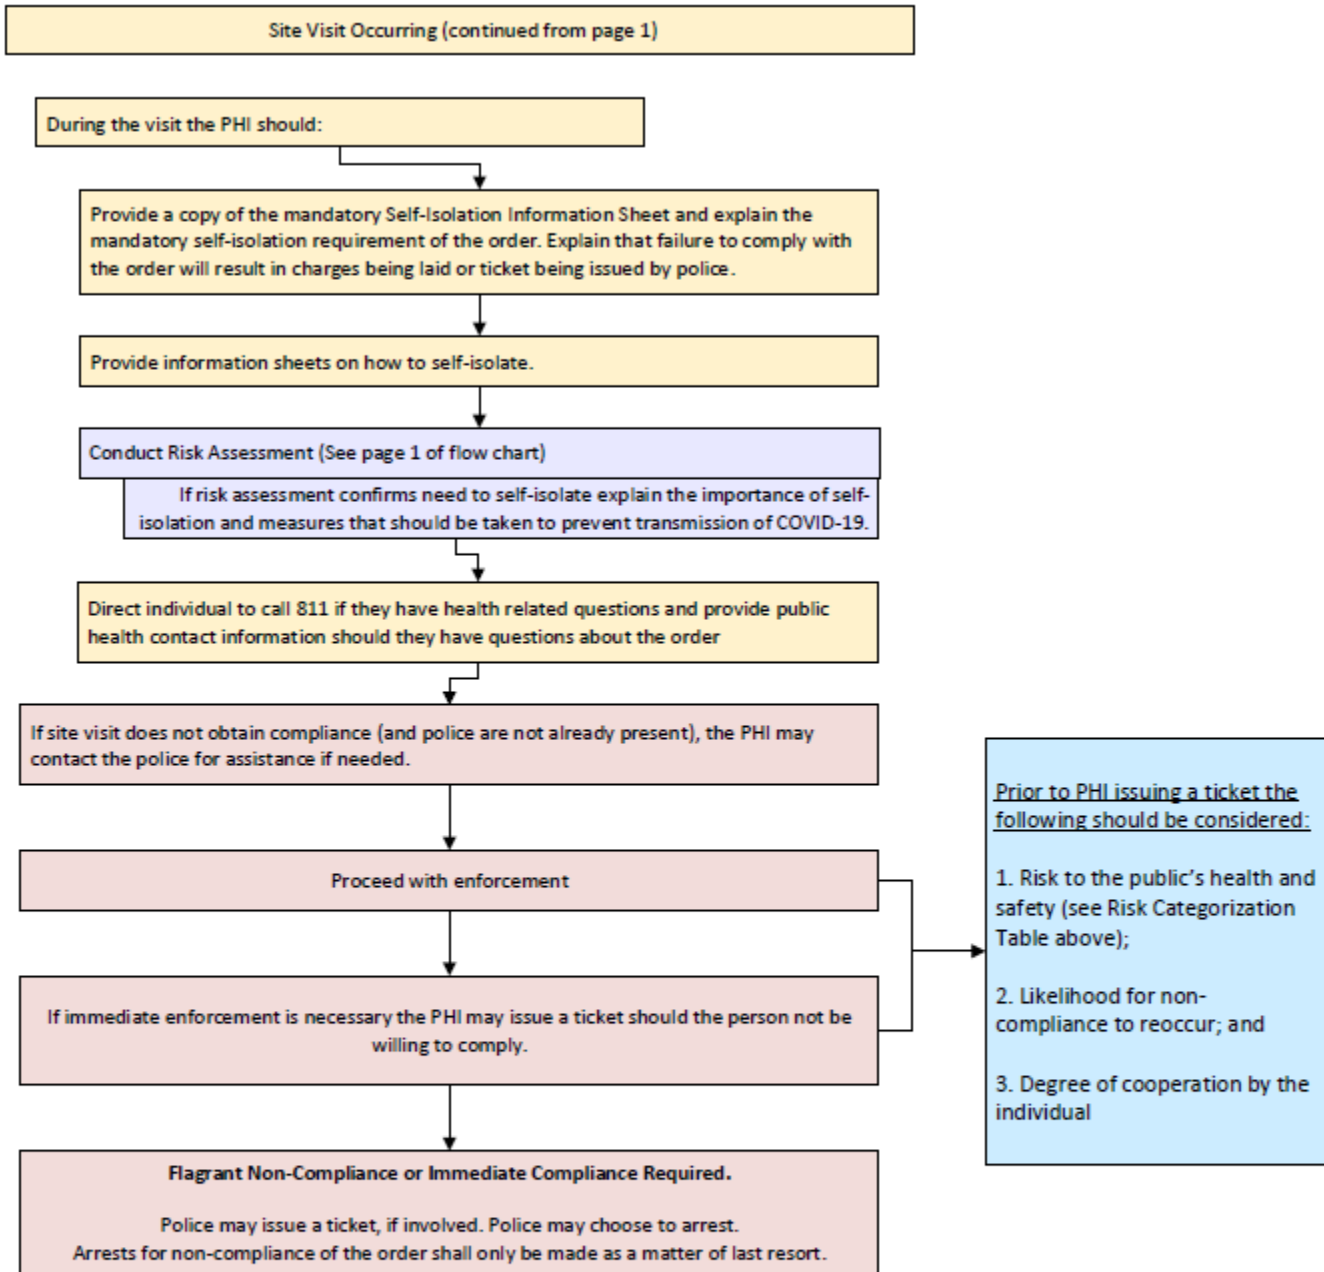 Site Visit Occurring (continued from page 1)
During the visit the PHI should:
Provide a copy of the mandatory Self-Isolation Information Sheet and explain the
mandatory self-isolation requirement of the order. Explain that failure to comply with
the order will result in charges being laid or ticket being issued by police.
Provide information sheets on how to self-isolate.
Conduct Risk Assessment (See page 1 of flow chart)
If risk assessment confirms need to self-isolate explain the importance of self-
isolation and measures that should be taken to prevent transmission of COVID-19.
Direct individual to call 811 if they have health related questions and provide public
health contact information should they have questions about the order
If site visit does not obtain compliance (and police are not already present), the PHI may
contact the police for assistance if needed.
Proceed with enforcement
If immediate enforcement is necessary the PHI may issue a ticket should the person not be
willing to comply.
Flagrant Non-Compliance or Immediate Compliance Required.
Police may issue a ticket, if involved. Police may choose to arrest.
Arrests for non-compliance of the order shall only be made as a matter of last resort.
Prior to PHI issuing a ticket the
following should be considered:
1. Risk to the public's health and
safety (see Risk Categorization
Table above);
2. Likelihood for non-
compliance to reoccur; and
3. Degree of cooperation by the
individual